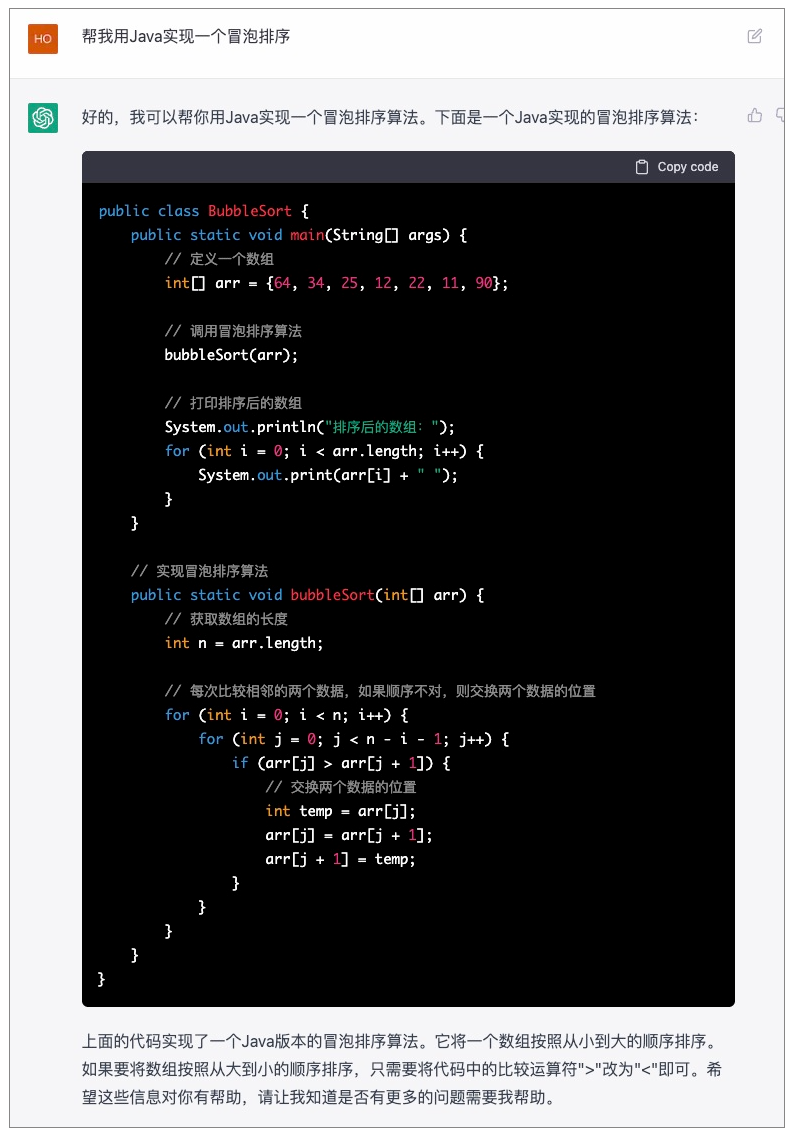 HO
帮我用Java实现一个冒泡排序
好的，我可以帮你用Java实现一个冒泡排序算法。下面是一个Java实现的冒泡排序算法：
Copy code
public class BubbleSort {
    public static void main(String[] args) {
        // 定义一个数组
        int[] arr = {64, 34, 25, 12, 22, 11, 90};

        // 调用冒泡排序算法
        bubbleSort(arr);

        // 打印排序后的数组
        System.out.println("排序后的数组：");
        for (int i = 0; i < arr.length; i++) {
            System.out.print(arr[i] + " ");
        }
    }

    // 实现冒泡排序算法
    public static void bubbleSort(int[] arr) {
        // 获取数组的长度
        int n = arr.length;

        // 每次比较相邻的两个数据，如果顺序不对，则交换两个数据的位置
        for (int i = 0; i < n; i++) {
            for (int j = 0; j < n - i - 1; j++) {
                if (arr[j] > arr[j + 1]) {
                    // 交换两个数据的位置
                    int temp = arr[j];
                    arr[j] = arr[j + 1];
                    arr[j + 1] = temp;
                }
            }
        }
    }
}
上面的代码实现了一个Java版本的冒泡排序算法。它将一个数组按照从小到大的顺序排序。
如果要将数组按照从大到小的顺序排序，只需要将代码中的比较运算符">"改为"<"即可。希
望这些信息对你有帮助，请让我知道是否有更多的问题需要我帮助。